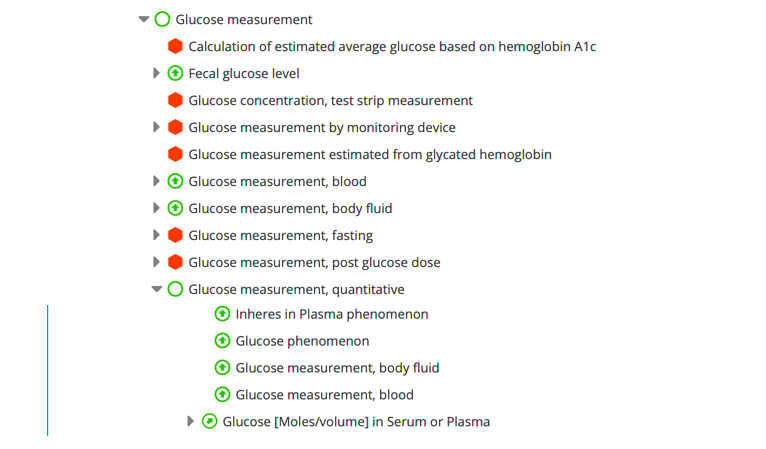 Glucose measurement
Calculation of estimated average glucose based on hemoglobin A1c
Fecal glucose level
Glucose concentration, test strip measurement
Glucose measurement by monitoring device
Glucose measurement estimated from glycated hemoglobin
Glucose measurement, blood
Glucose measurement, body fluid
Glucose measurement, fasting
Glucose measurement, post glucose dose
Glucose measurement, quantitative
Inheres in Plasma phenomenon
Glucose phenomenon
Glucose measurement, body fluid
Glucose measurement, blood
Glucose [Moles/volume] in Serum or Plasma